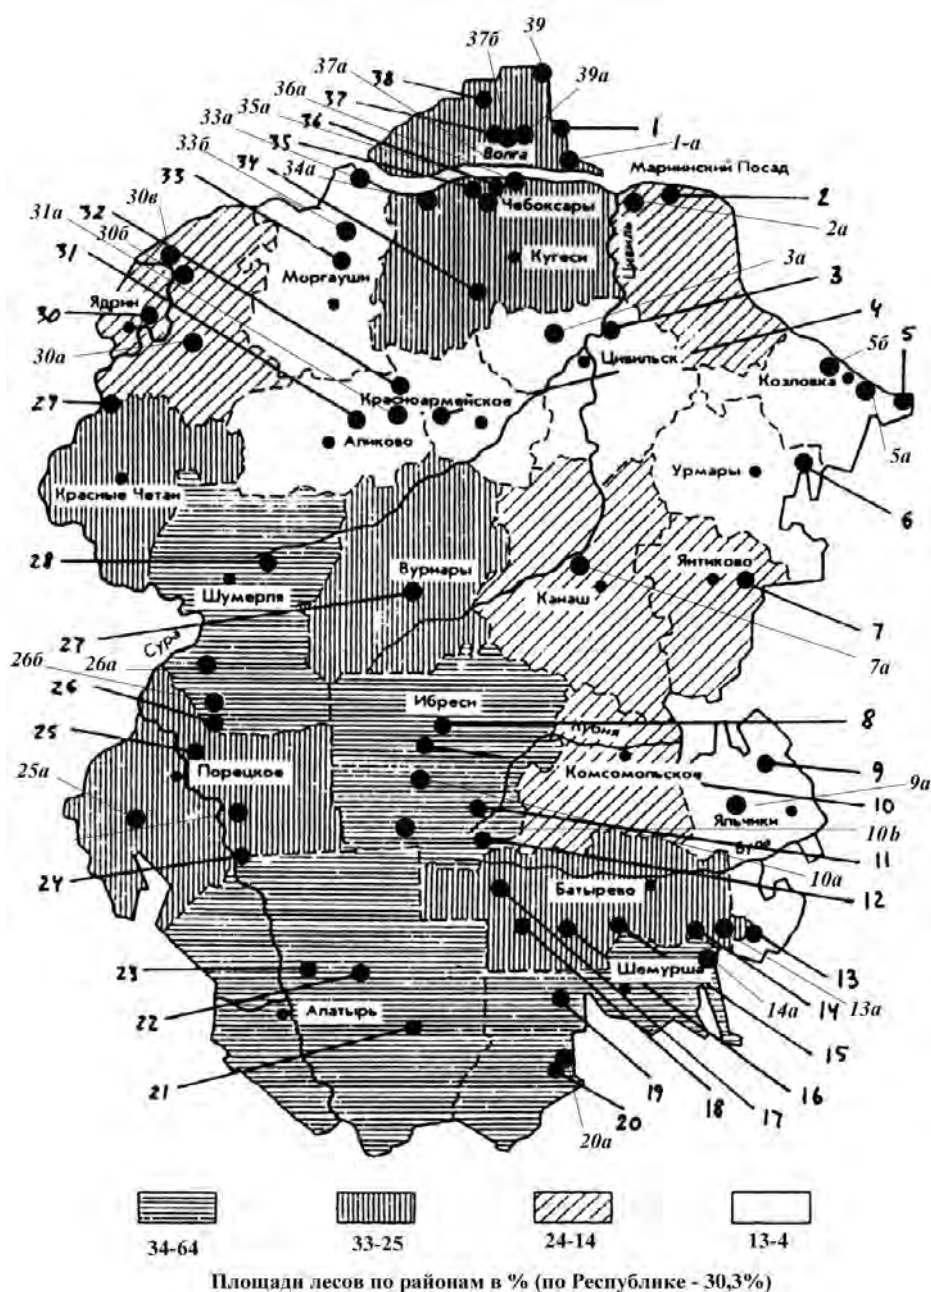 39
37б
37а
38
39а
36а
37
35а
36
33а
35
Волга
1
1-а
33б
34
34а
Мариинский Посад
33
2
30в
Чебоксары
32
31а
30б
Цивиль
2а
31
Моргауши
Кугеси
3а
3
4
Ядрин
30
5б
5
30а
Цивильск
Козловка
27
Красноармейское
5а
Аликово
Урмары
Красные Четаи
6
28
Вурнары
Янтиково
Шумерля
Канаш
Сура
27
7
26б
26а
7а
26
Ибреси
8
25
Кубня
Порецкое
Комсомольское
9
25а
9а
10
Яльчики
10b
Була
11
24
10а
Батырево
12
23
Шемурша
13
22
Алатырь
14а
14
13а
15
21
19
18
17
16
20
20а
34-64
33-25
24-14
13-4
Площади лесов по районам в % (по Республике - 30,3%)